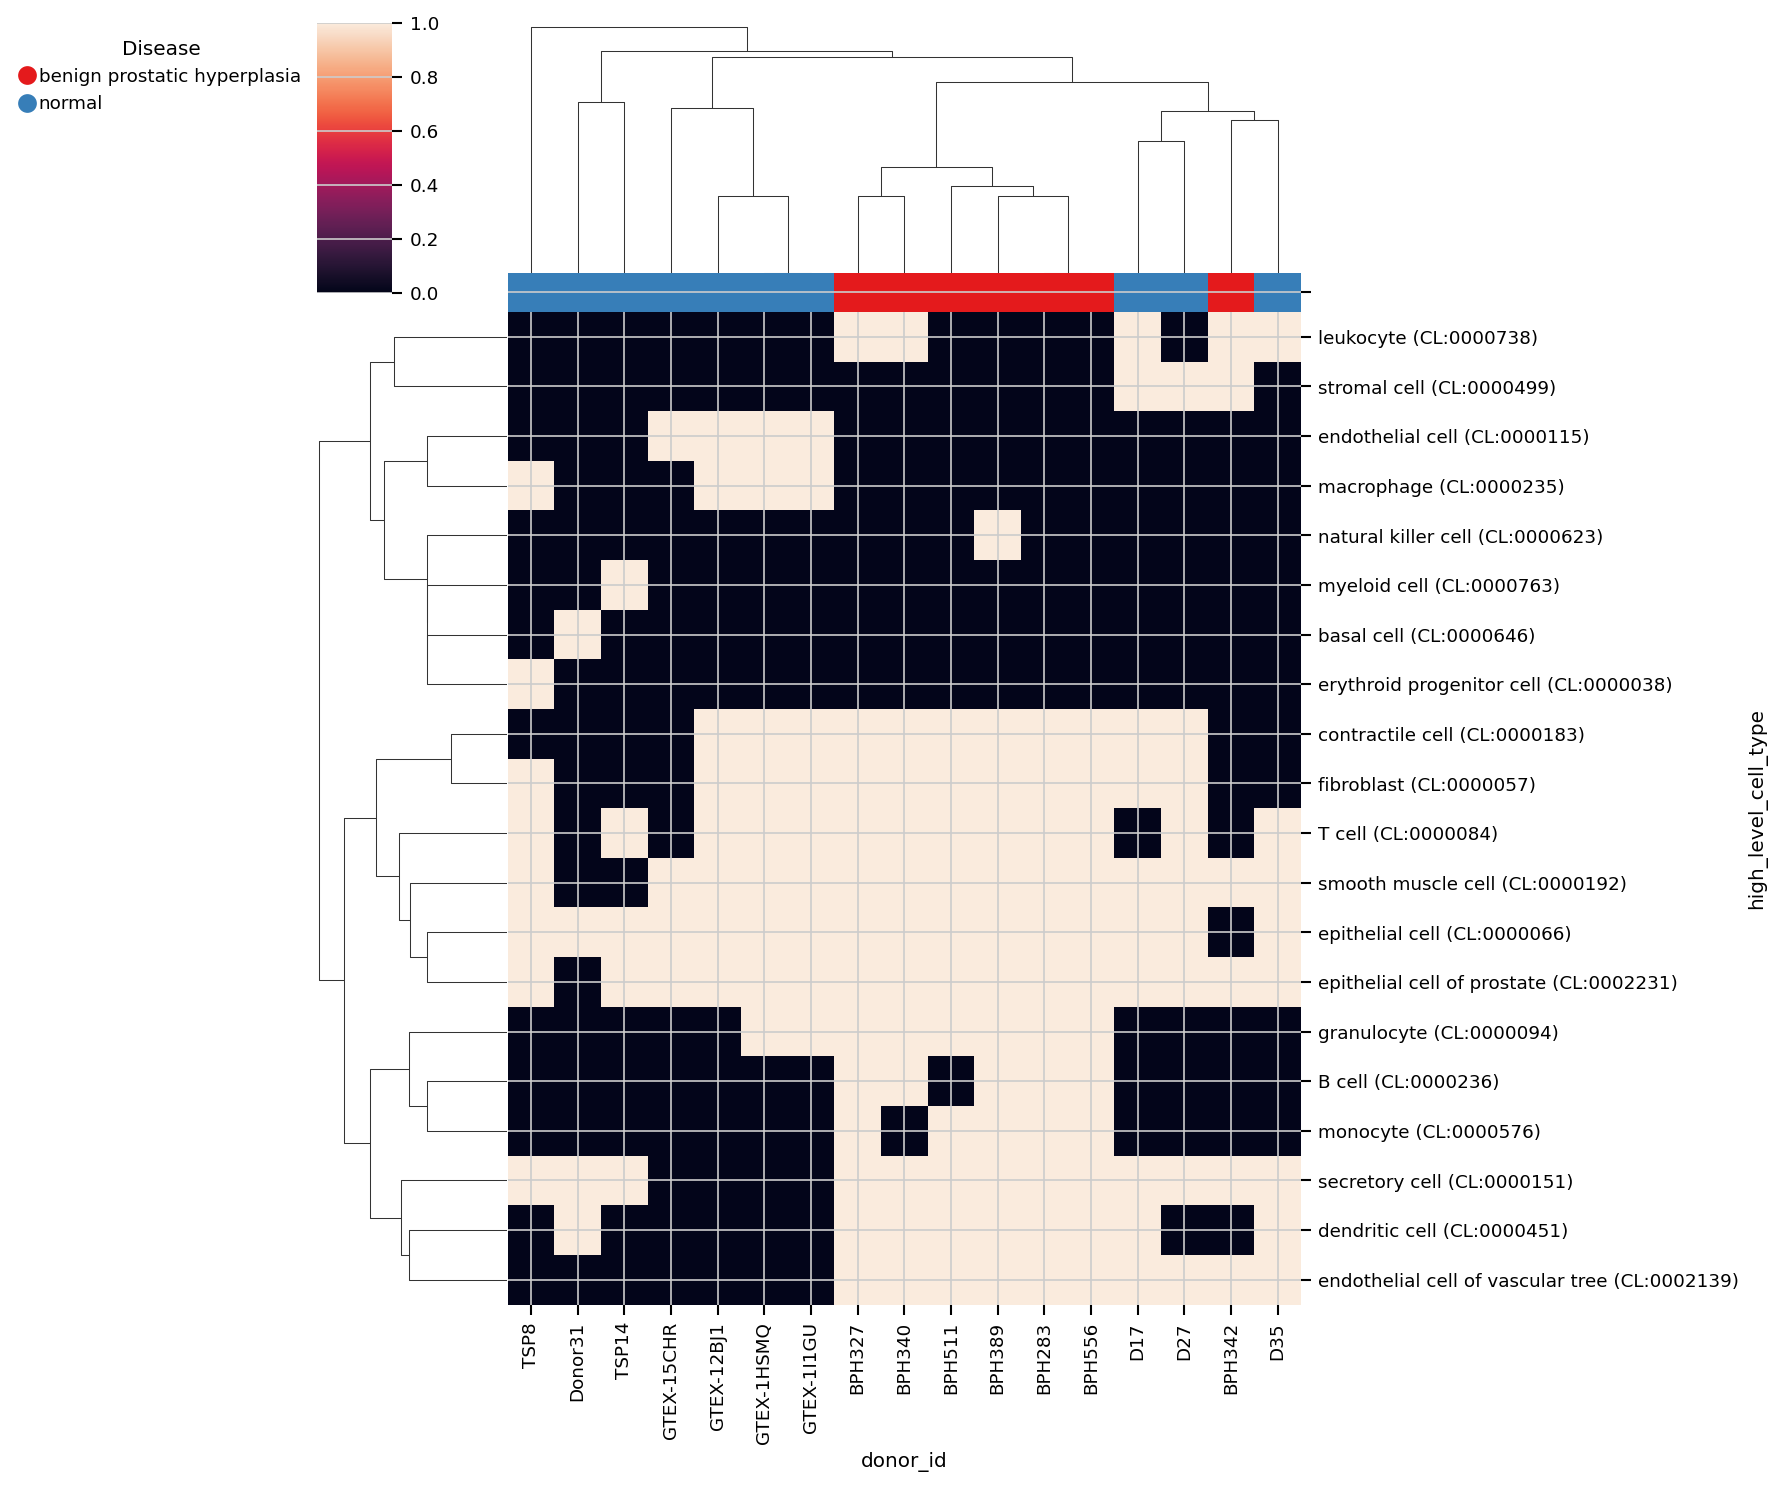 Disease
benign prostatic hyperplasia
normal
1.0
0.8
0.6
0.4
0.2
0.0
leukocyte (CL:0000738)
stromal cell (CL:0000499)
endothelial cell (CL:0000115)
macrophage (CL:0000235)
natural killer cell (CL:0000623)
myeloid cell (CL:0000763)
basal cell (CL:0000646)
erythroid progenitor cell (CL:0000038)
contractile cell (CL:0000183)
fibroblast (CL:0000057)
T cell (CL:0000084)
smooth muscle cell (CL:0000192)
epithelial cell (CL:0000066)
epithelial cell of prostate (CL:0002231)
granulocyte (CL:0000094)
B cell (CL:0000236)
monocyte (CL:0000576)
secretory cell (CL:0000151)
dendritic cell (CL:0000451)
endothelial cell of vascular tree (CL:0002139)
high_level_cell_type
TSP8
Donor31
TSP14
GTEX-15CHR
GTEX-12BJ1
GTEX-1HSMQ
GTEX-1I1GU
BPH327
BPH340
BPH511
BPH389
BPH283
BPH556
D17
D27
BPH342
D35
donor_id